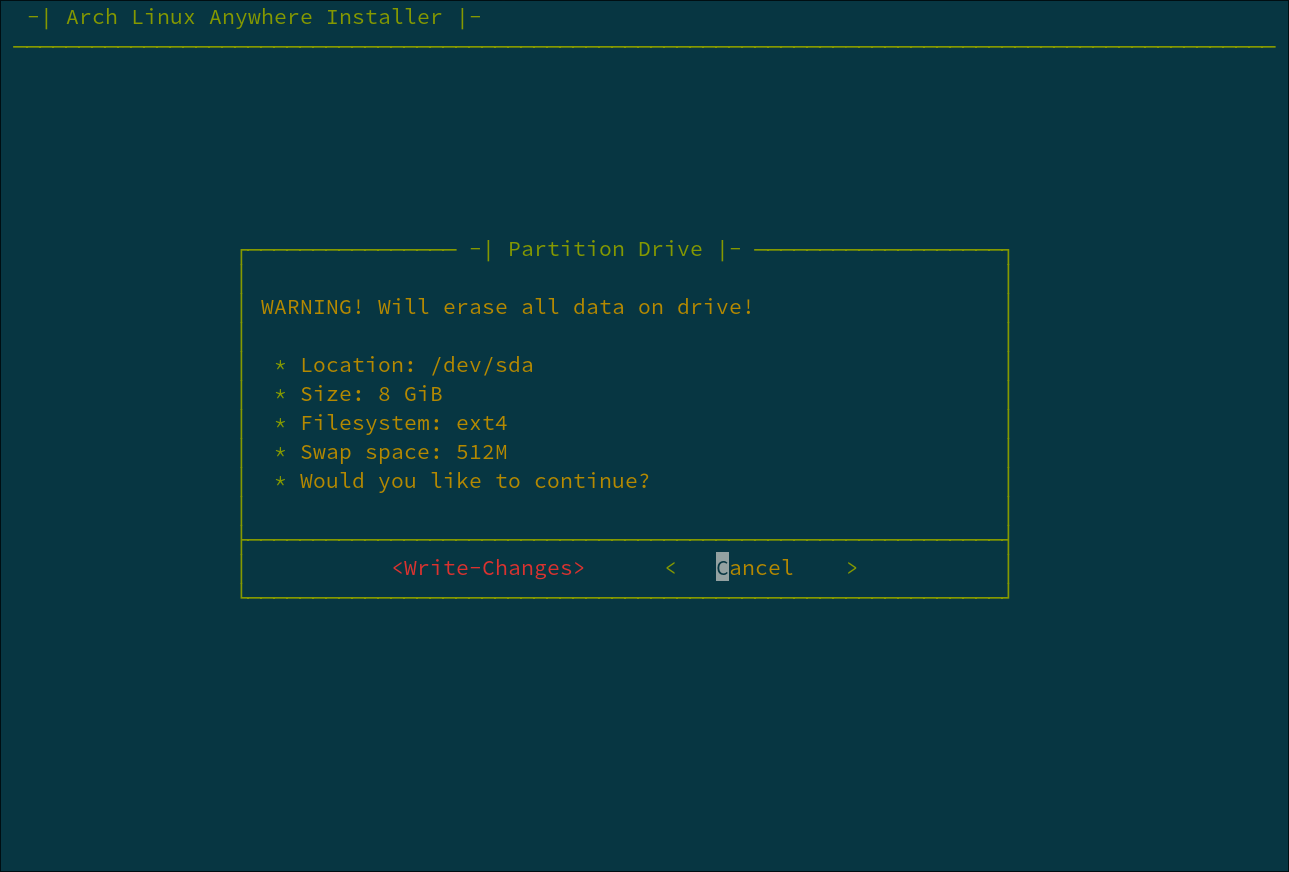 -| Arch Linux Anywhere Installer |-
-| Partition Drive |-
WARNING! Will erase all data on drive!
* Location: /dev/sda
* Size: 8 GiB
* Filesystem: ext4
* Swap space: 512M
* Would you like to continue?
<Write-Changes> < Cancel >